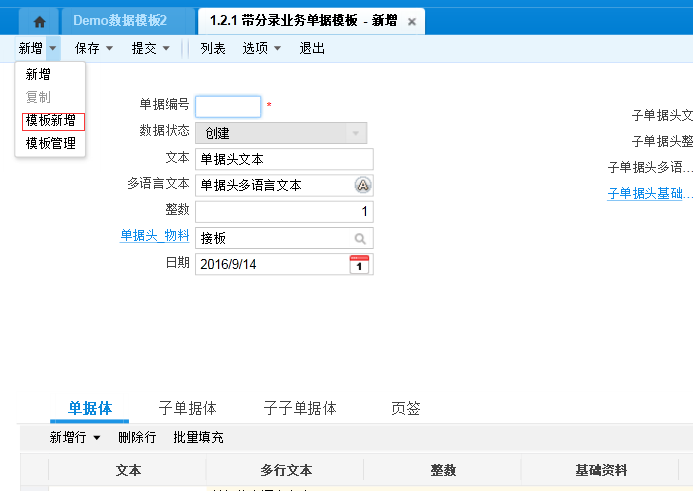 Demo数据模板2
1.2.1 带分录业务单据模板 - 新增 ×
新增 保存 提交 列表 选项 退出
新增
复制
模板新增
模板管理
单据编号 *
数据状态 创建
文本 单据头文本
多语言文本 单据头多语言文本 A
整数 1
单据头_物料 接板
日期 2016/9/14 1
子单据头文
子单据头整
子单据头多语...
子单据头基础...
单据体 子单据体 子子单据体 页签
新增行 删除行 批量填充
文本 多行文本 整数 基础资料